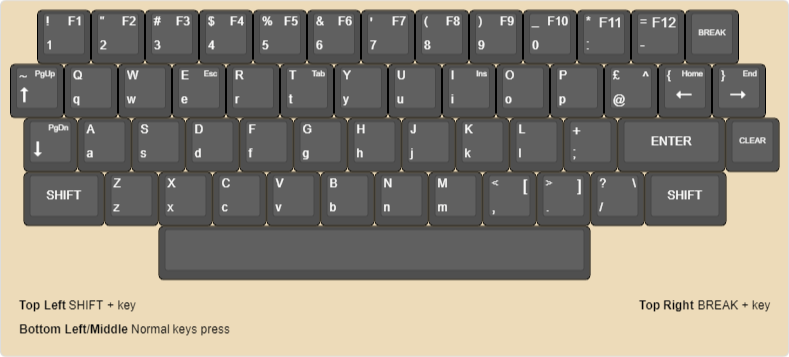 ! F1 " F2 # F3 $ F4 % F5 & F6 ' F7 ( F8 ) F9 _ F10 * F11 = F12 BREAK
1 2 3 4 5 6 7 8 9 0 : -
~ PgUp Q W E Esc R T Tab Y U I Ins O P £ ^ { Home } End
↑ q w e r t y u i o p @ ← →
PgDn A S D F G H J K L + ENTER CLEAR
↓ a s d f g h j k l ;
SHIFT Z X C V B N M < [ > ] ? \ SHIFT
z x c v b n m , . /
Top Left SHIFT + key Top Right BREAK + key
Bottom Left/Middle Normal keys press